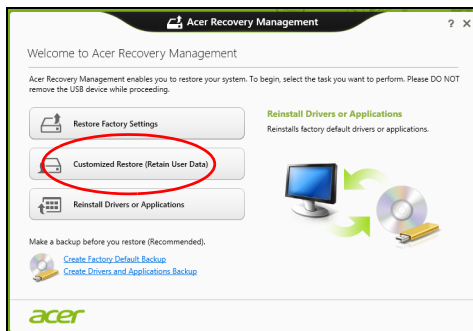 Acer Recovery Management
? X
Welcome to Acer Recovery Management
Acer Recovery Management enables you to restore your system. To begin, select the task you want to perform. Please DO NOT
remove the USB device while proceeding.
Restore Factory Settings
Customized Restore (Retain User Data)
Reinstall Drivers or Applications
Reinstall Drivers or Applications
Reinstalls factory default drivers or applications.
Make a backup before you restore (Recommended).
Create Factory Default Backup
Create Drivers and Applications Backup
acer